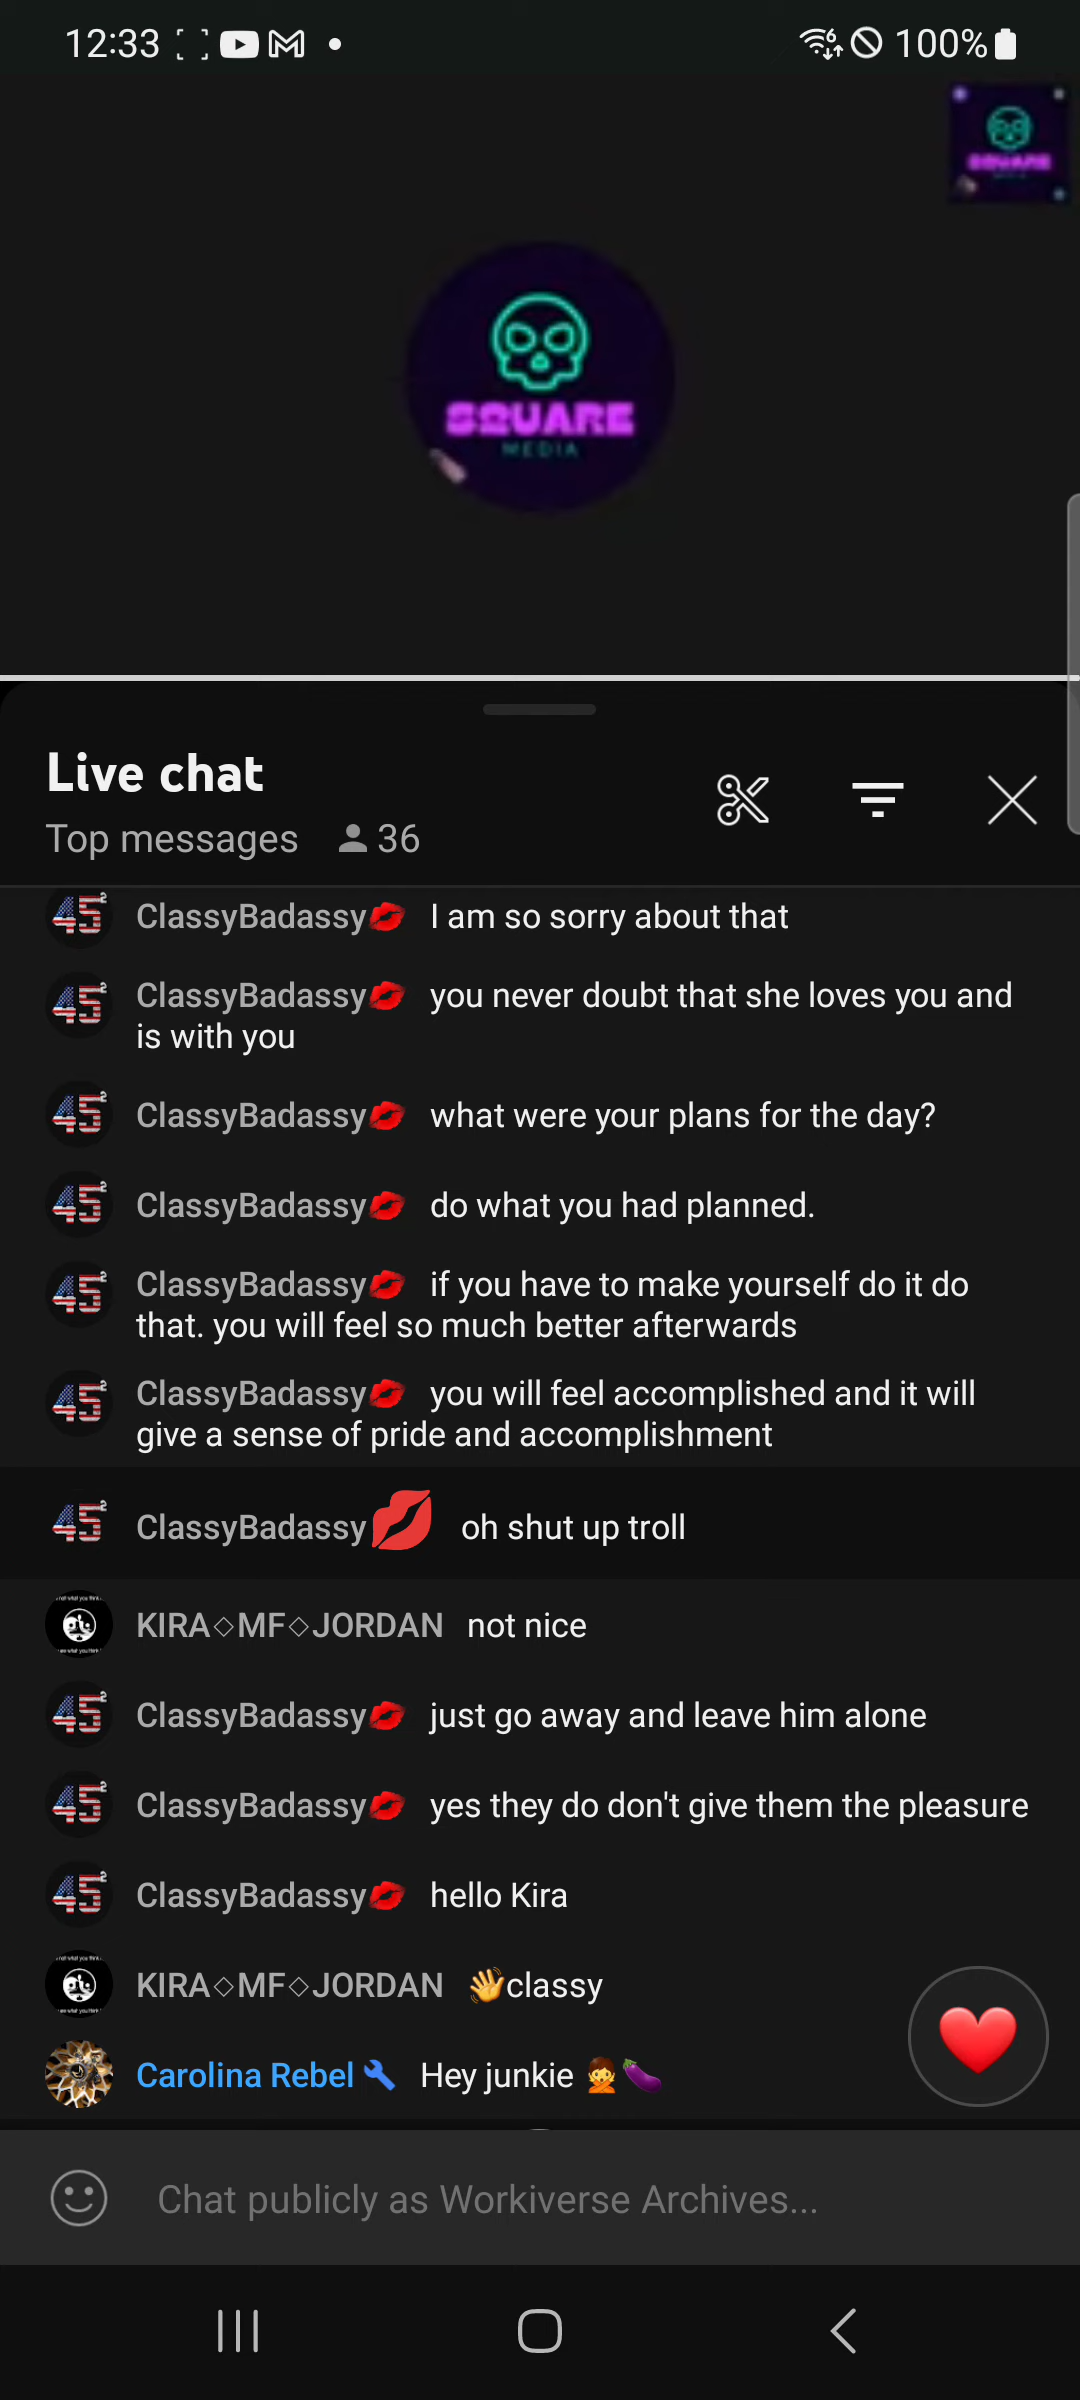 12:33
6
100%
SQUARE
SQUARE
MEDIA
Live chat
Top messages 36
ClassyBadassy💋 I am so sorry about that
ClassyBadassy💋 you never doubt that she loves you and
is with you
ClassyBadassy💋 what were your plans for the day?
ClassyBadassy💋 do what you had planned.
ClassyBadassy💋 if you have to make yourself do it do
that. you will feel so much better afterwards
ClassyBadassy💋 you will feel accomplished and it will
give a sense of pride and accomplishment
ClassyBadassy💋 oh shut up troll
KIRA◇MF◇JORDAN not nice
ClassyBadassy💋 just go away and leave him alone
ClassyBadassy💋 yes they do don't give them the pleasure
ClassyBadassy💋 hello Kira
KIRA◇MF◇JORDAN 👋classy
Carolina Rebel 🔧 Hey junkie 🙅🍆
Chat publicly as Workiverse Archives...